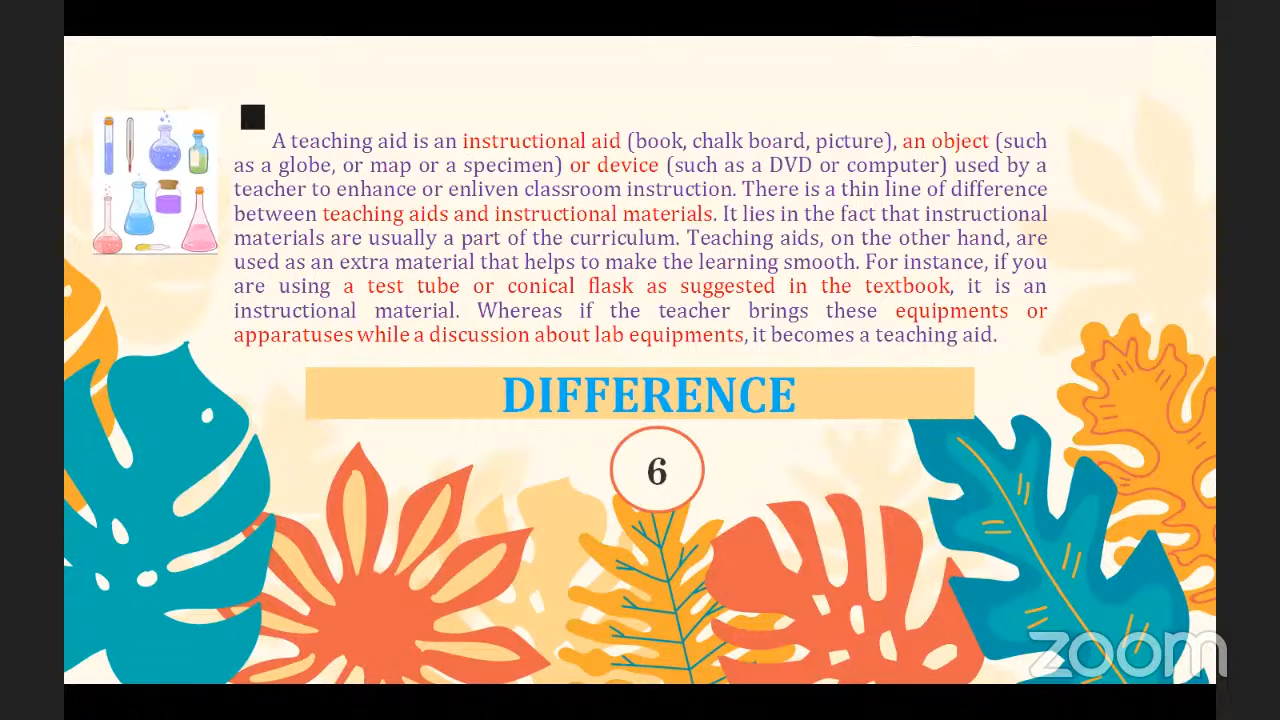 A teaching aid is an instructional aid (book, chalk board, picture), an object (such
as a globe, or map or a specimen) or device (such as a DVD or computer) used by a
teacher to enhance or enliven classroom instruction. There is a thin line of difference
between teaching aids and instructional materials. It lies in the fact that instructional
materials are usually a part of the curriculum. Teaching aids, on the other hand, are
used as an extra material that helps to make the learning smooth. For instance, if you
are using a test tube or conical flask as suggested in the textbook, it is an
instructional material. Whereas if the teacher brings these equipments or
apparatuses while a discussion about lab equipments, it becomes a teaching aid.
DIFFERENCE
6
zoom